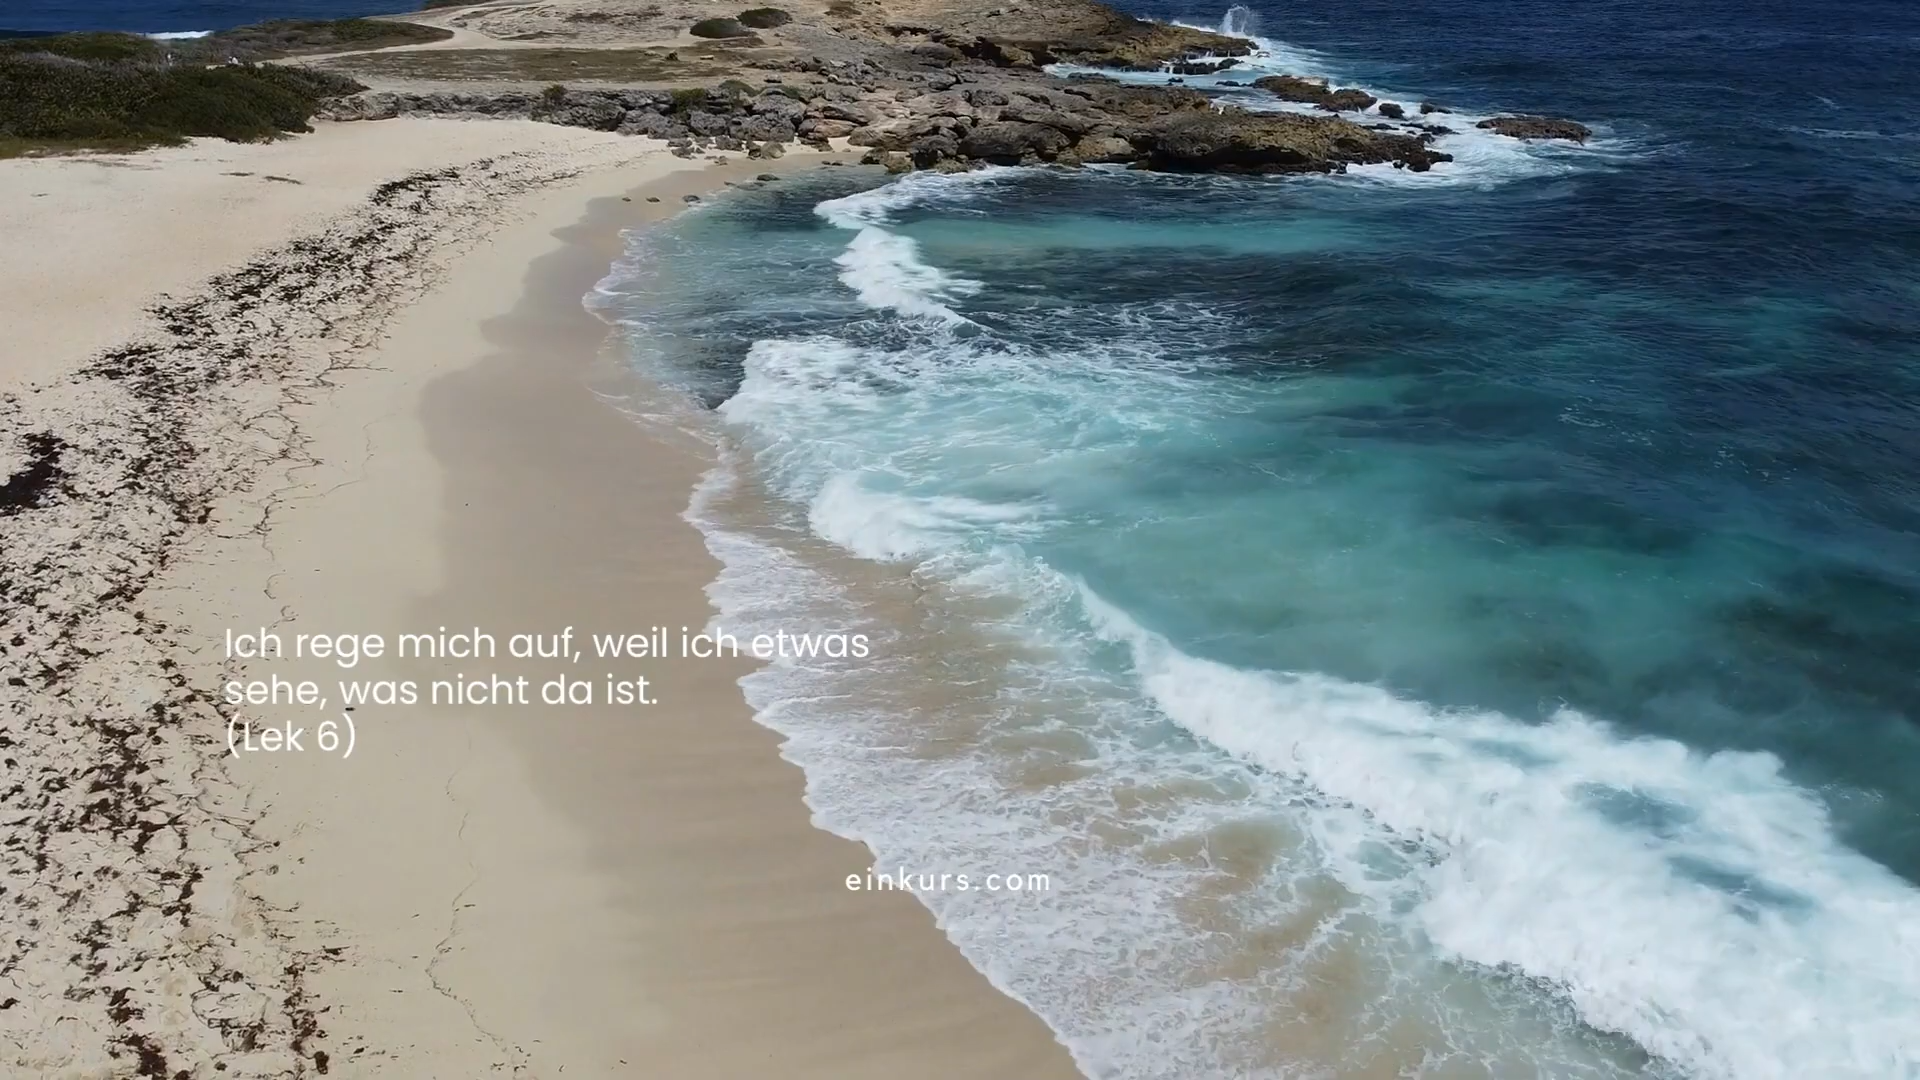 Ich rege mich auf, weil ich etwas
sehe, was nicht da ist.
(Lek 6)
einkurs.com